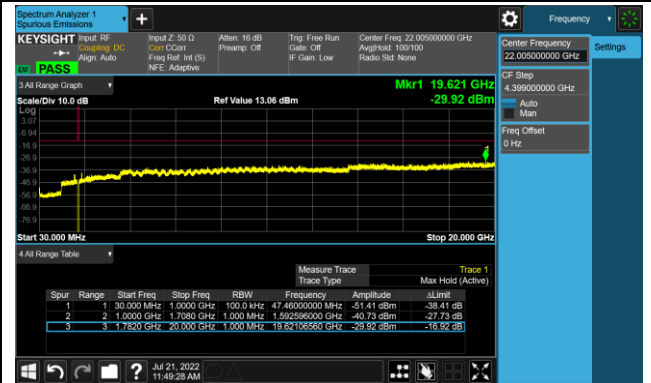 Spectrum Analyzer 1
Spurious Emissions
Frequency
KEYSIGHT
Input: RF
Coupling: DC
Align: Auto
Input Z: 50 Ω
Corr CCorr
Freq Ref: Int (S)
NFE: Adaptive
Atten: 16 dB
Preamp: Off
Trig: Free Run
Gate: Off
IF Gain: Low
Center Freq: 22.005000000 GHz
Avg|Hold: 100/100
Radio Std: None
PASS
Center Frequency
22.005000000 GHz
Settings
CF Step
4.399000000 GHz
Auto
Man
Freq Offset
0 Hz
3 All Range Graph
Mkr1 19.621 GHz
Scale/Div 10.0 dB
Ref Value 13.06 dBm
-29.92 dBm
Log
3.07
-6.94
-16.9
-26.9
-36.9
-46.9
-56.9
-66.9
-76.9
Start 30.000 MHz
Stop 20.000 GHz
4 All Range Table
Measure Trace Trace 1
Trace Type Max Hold (Active)
Spur Range Start Freq Stop Freq RBW Frequency Amplitude ΔLimit
1 1 30.000 MHz 1.0000 GHz 100.0 kHz 47.46000000 MHz -51.41 dBm -38.41 dB
2 2 1.0000 GHz 1.7080 GHz 1.000 MHz 1.592596000 GHz -40.73 dBm -27.73 dB
3 3 1.7820 GHz 20.000 GHz 1.000 MHz 19.62106560 GHz -29.92 dBm -16.92 dB
Jul 21, 2022
11:49:28 AM